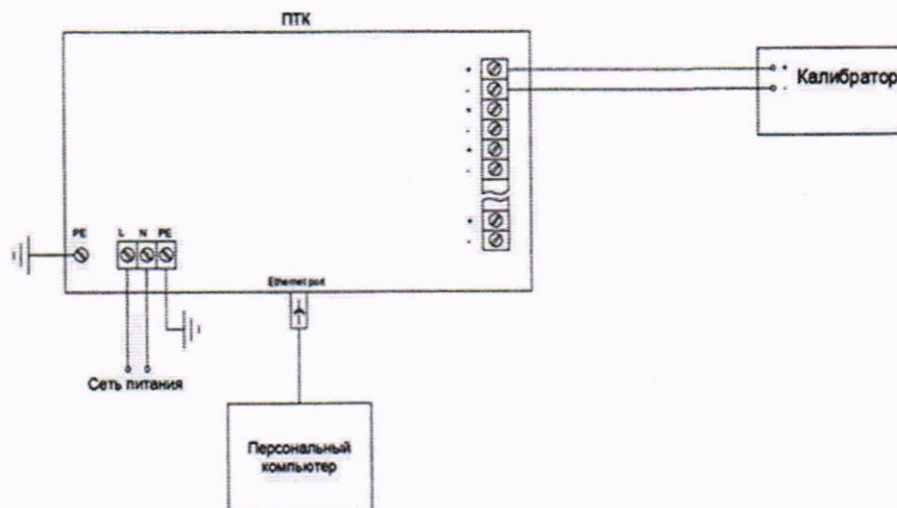 ПТК
+
-
+
-
+
-
+
-
+
-
Калибратор
PE
L N PE
Ethernet port
Сеть питания
Персональный
компьютер